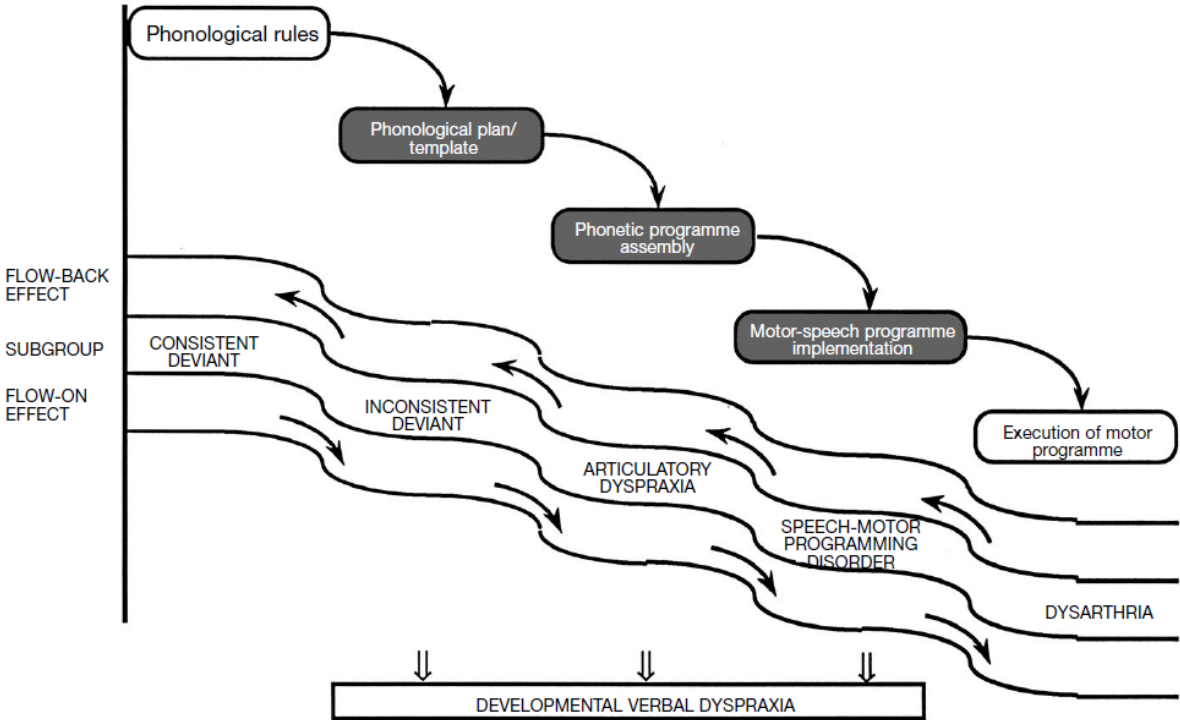 Phonological rules
Phonological plan/
template
Phonetic programme
assembly
Motor-speech programme
implementation
Execution of motor
programme
FLOW-BACK
EFFECT
SUBGROUP
FLOW-ON
EFFECT
CONSISTENT
DEVIANT
INCONSISTENT
DEVIANT
ARTICULATORY
DYSPRAXIA
SPEECH-MOTOR
PROGRAMMING
DISORDER
DYSARTHRIA
DEVELOPMENTAL VERBAL DYSPRAXIA